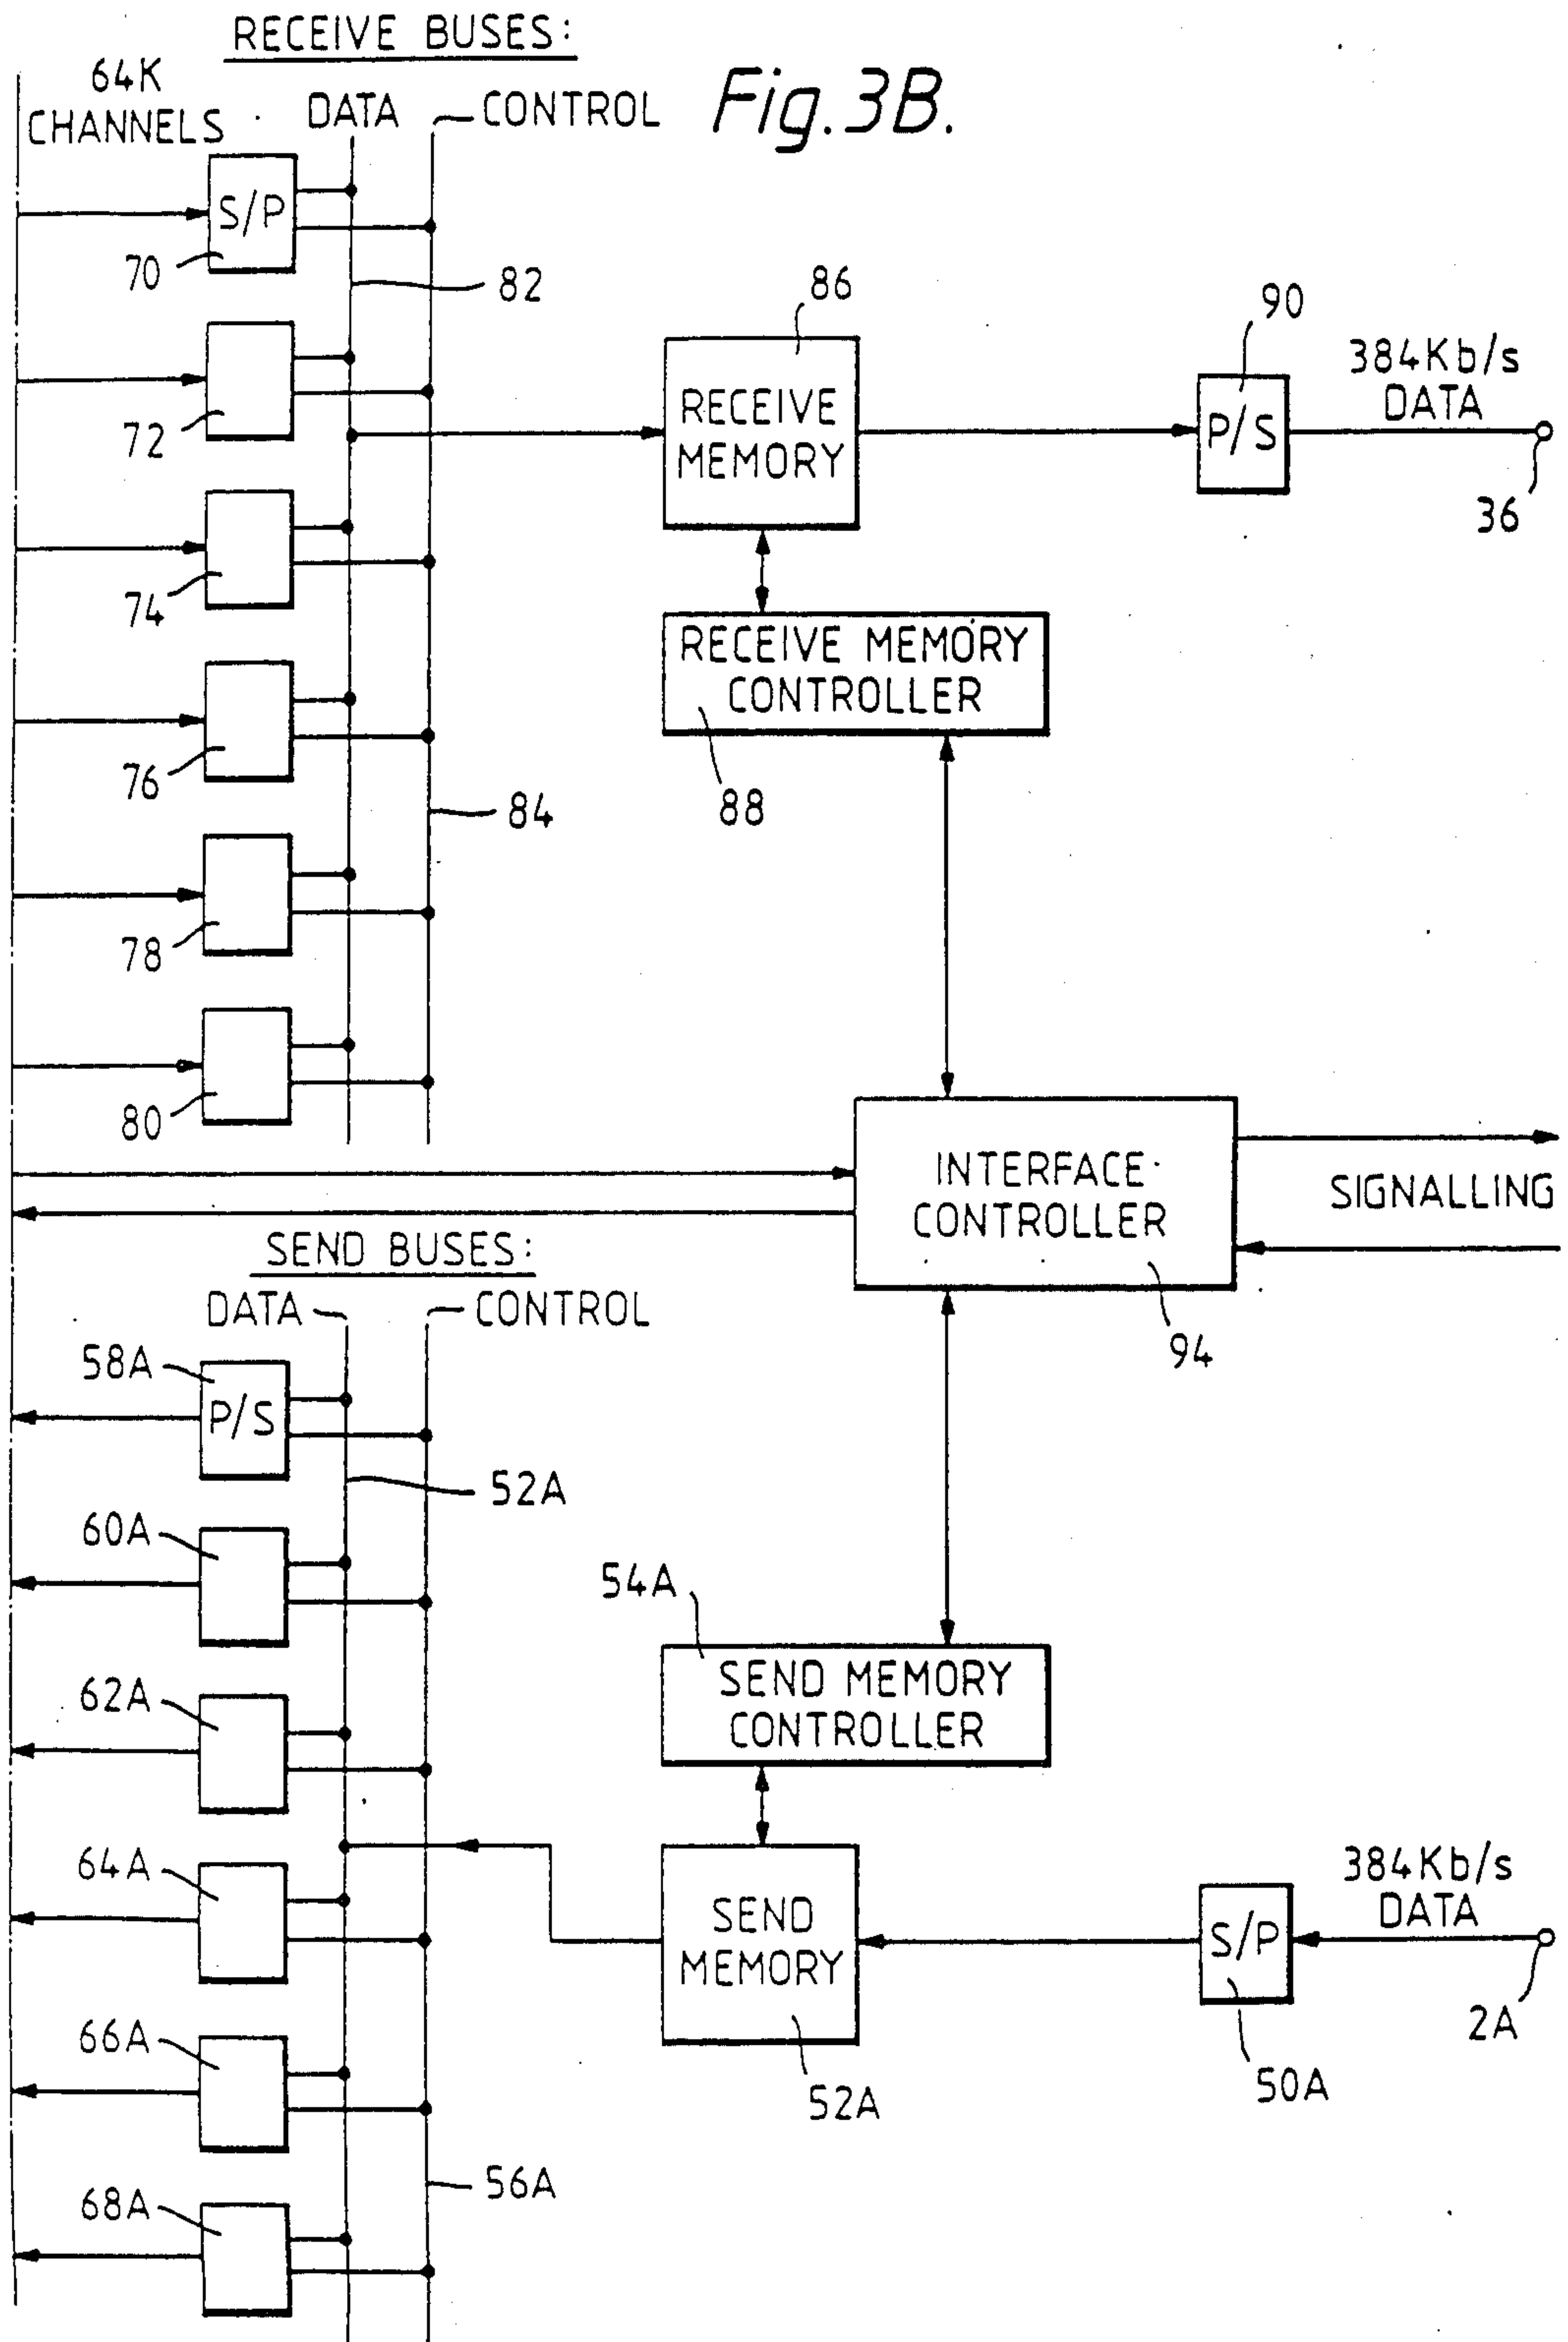 RECEIVE BUSES:
Fig. 3B.
64K
CHANNELS
DATA
CONTROL
S/P
70
82
72
74
76
84
78
80
86
RECEIVE
MEMORY
90
P/S
384Kb/s
DATA
36
RECEIVE MEMORY
CONTROLLER
88
INTERFACE
CONTROLLER
94
SIGNALLING
SEND BUSES:
DATA
CONTROL
58A
P/S
52A
60A
62A
64A
66A
56A
68A
54A
SEND MEMORY
CONTROLLER
SEND
MEMORY
52A
S/P
50A
384Kb/s
DATA
2A